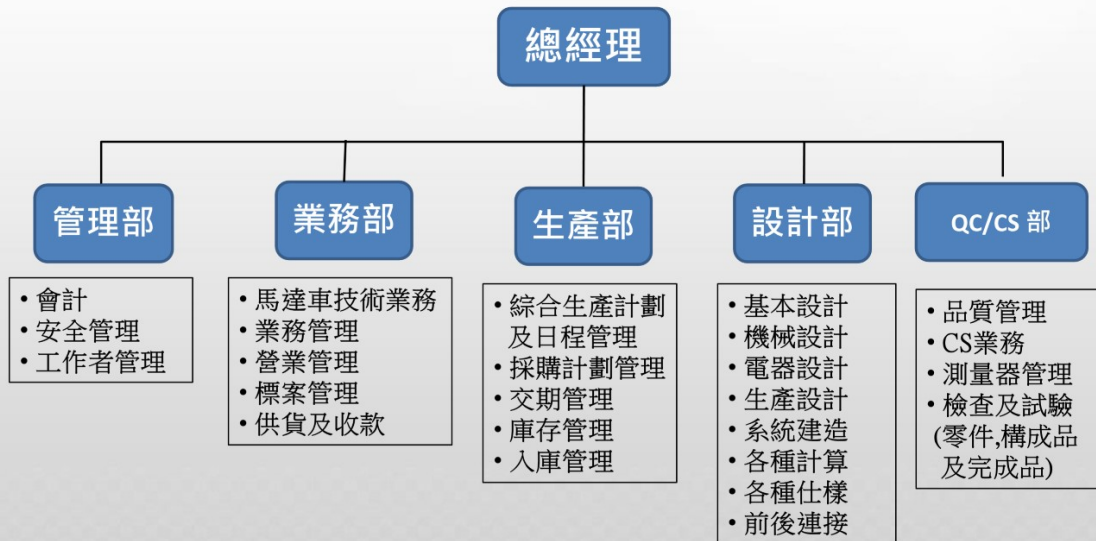 總經理
管理部
• 會計
• 安全管理
• 工作者管理
業務部
• 馬達車技術業務
• 業務管理
• 營業管理
• 標案管理
• 供貨及收款
生產部
• 綜合生產計劃
及日程管理
• 採購計劃管理
• 交期管理
• 庫存管理
• 入庫管理
設計部
• 基本設計
• 機械設計
• 電器設計
• 生產設計
• 系統建造
• 各種計算
• 各種仕樣
• 前後連接
QC/CS 部
• 品質管理
• CS業務
• 測量器管理
• 檢查及試驗
(零件,構成品
及完成品)